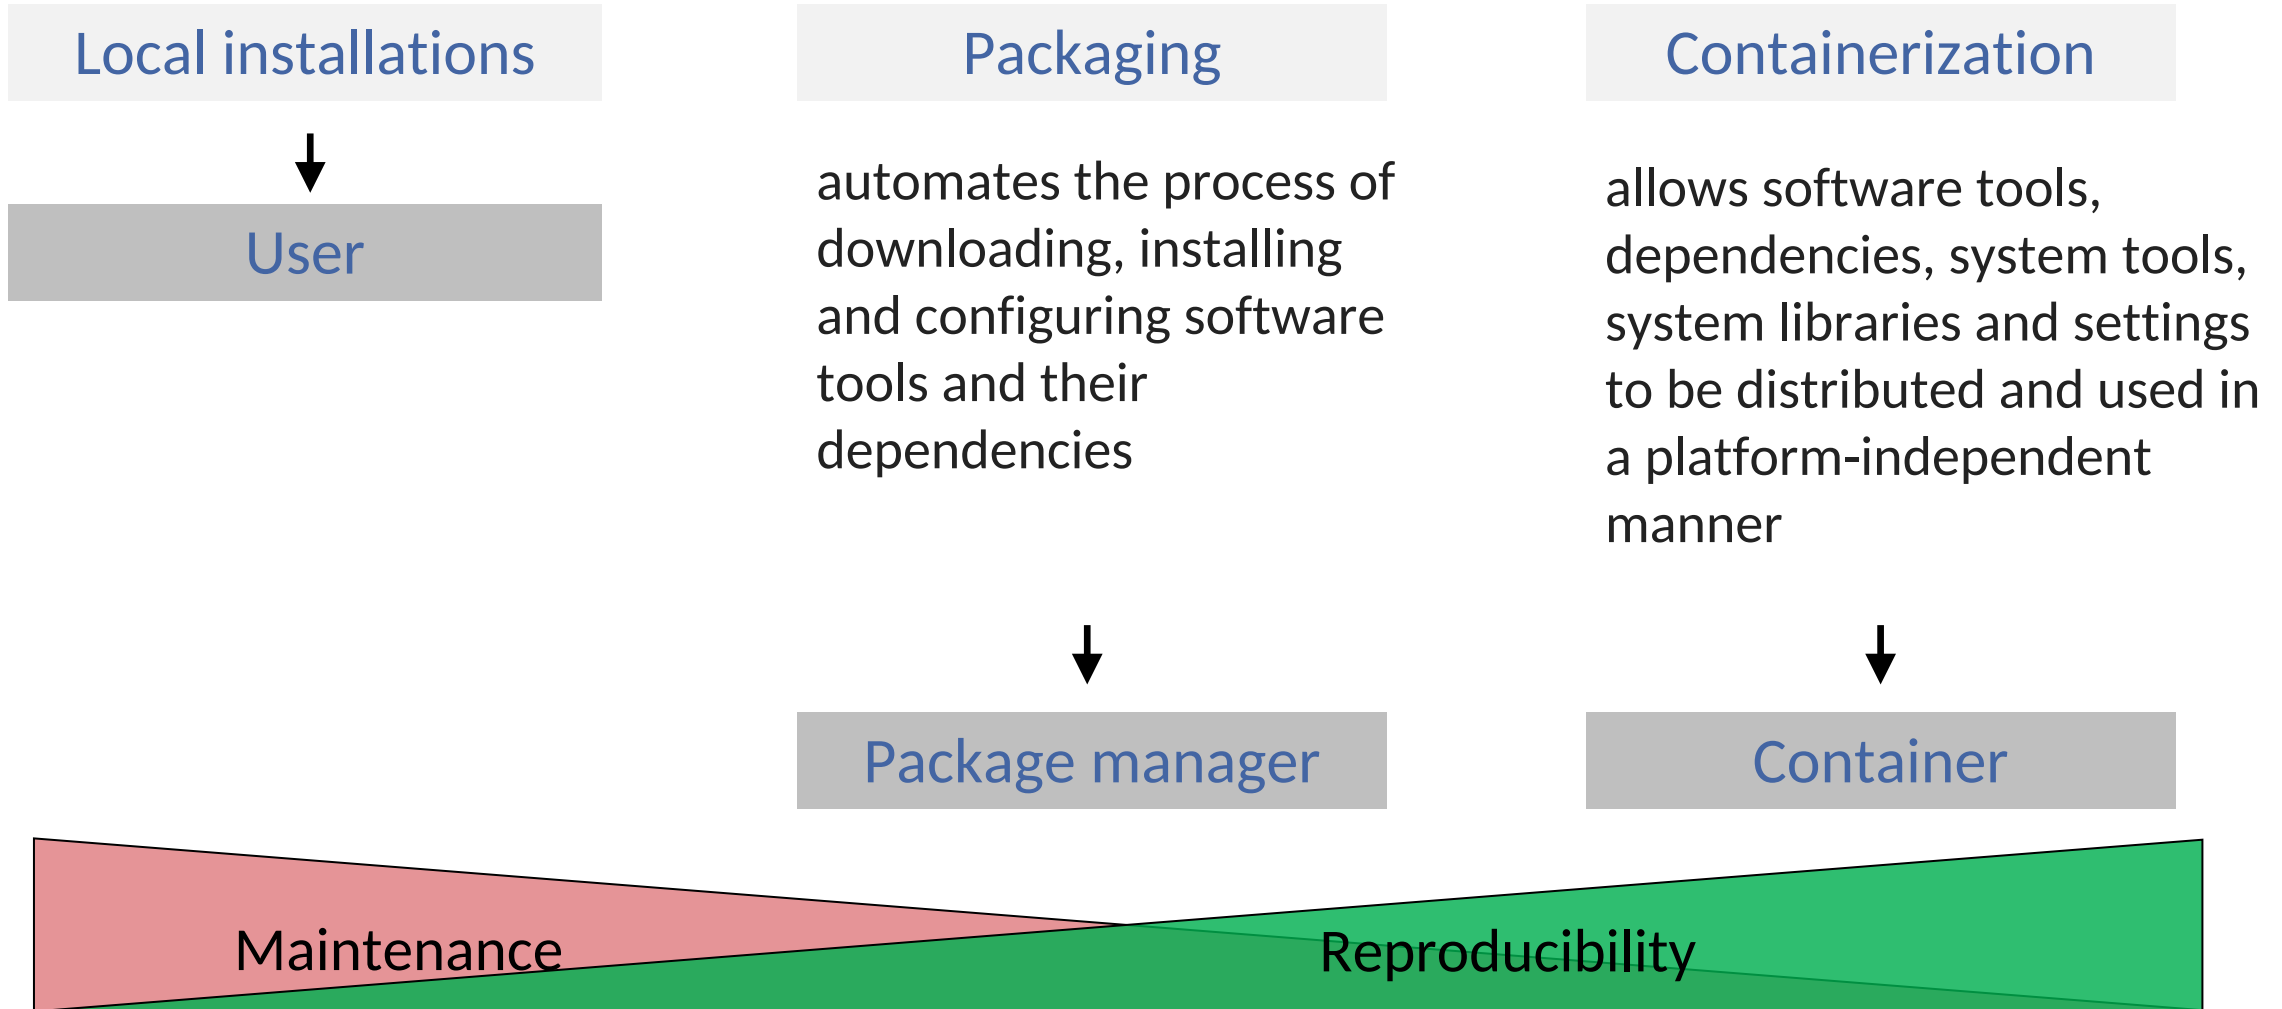 Local installations
User
Packaging
automates the process of
downloading, installing
and configuring software
tools and their
dependencies
Package manager
Containerization
allows software tools,
dependencies, system tools,
system libraries and settings
to be distributed and used in
a platform-independent
manner
Container
Maintenance
Reproducibility